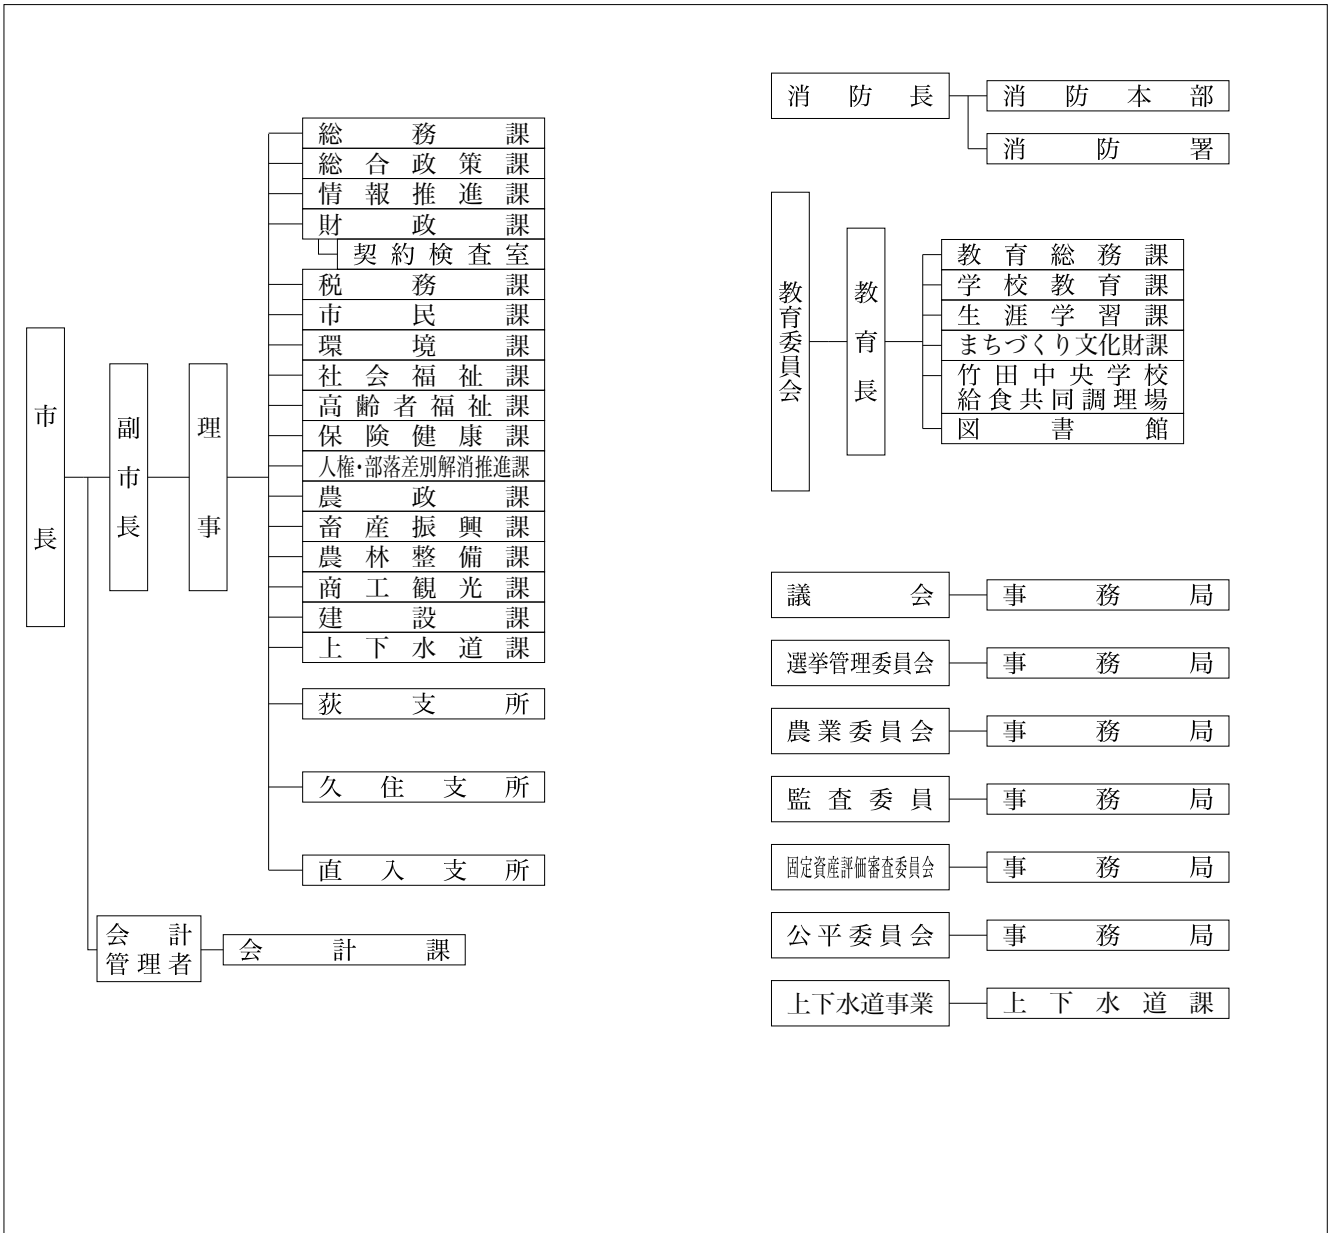 市長
副市長
理事
総務課
総合政策課
情報推進課
財政課
契約検査室
税務課
市民課
環境課
社会福祉課
高齢者福祉課
保険健康課
人権・部落差別解消推進課
農政課
畜産振興課
農林整備課
商工観光課
建設課
上下水道課
荻支所
久住支所
直入支所
会計
管理者
会計課
消防長
消防本部
消防署
教育委員会
教育長
教育総務課
学校教育課
生涯学習課
まちづくり文化財課
竹田中央学校
給食共同調理場
図書館
議会
事務局
選挙管理委員会
事務局
農業委員会
事務局
監査委員
事務局
固定資産評価審査委員会
事務局
公平委員会
事務局
上下水道事業
上下水道課